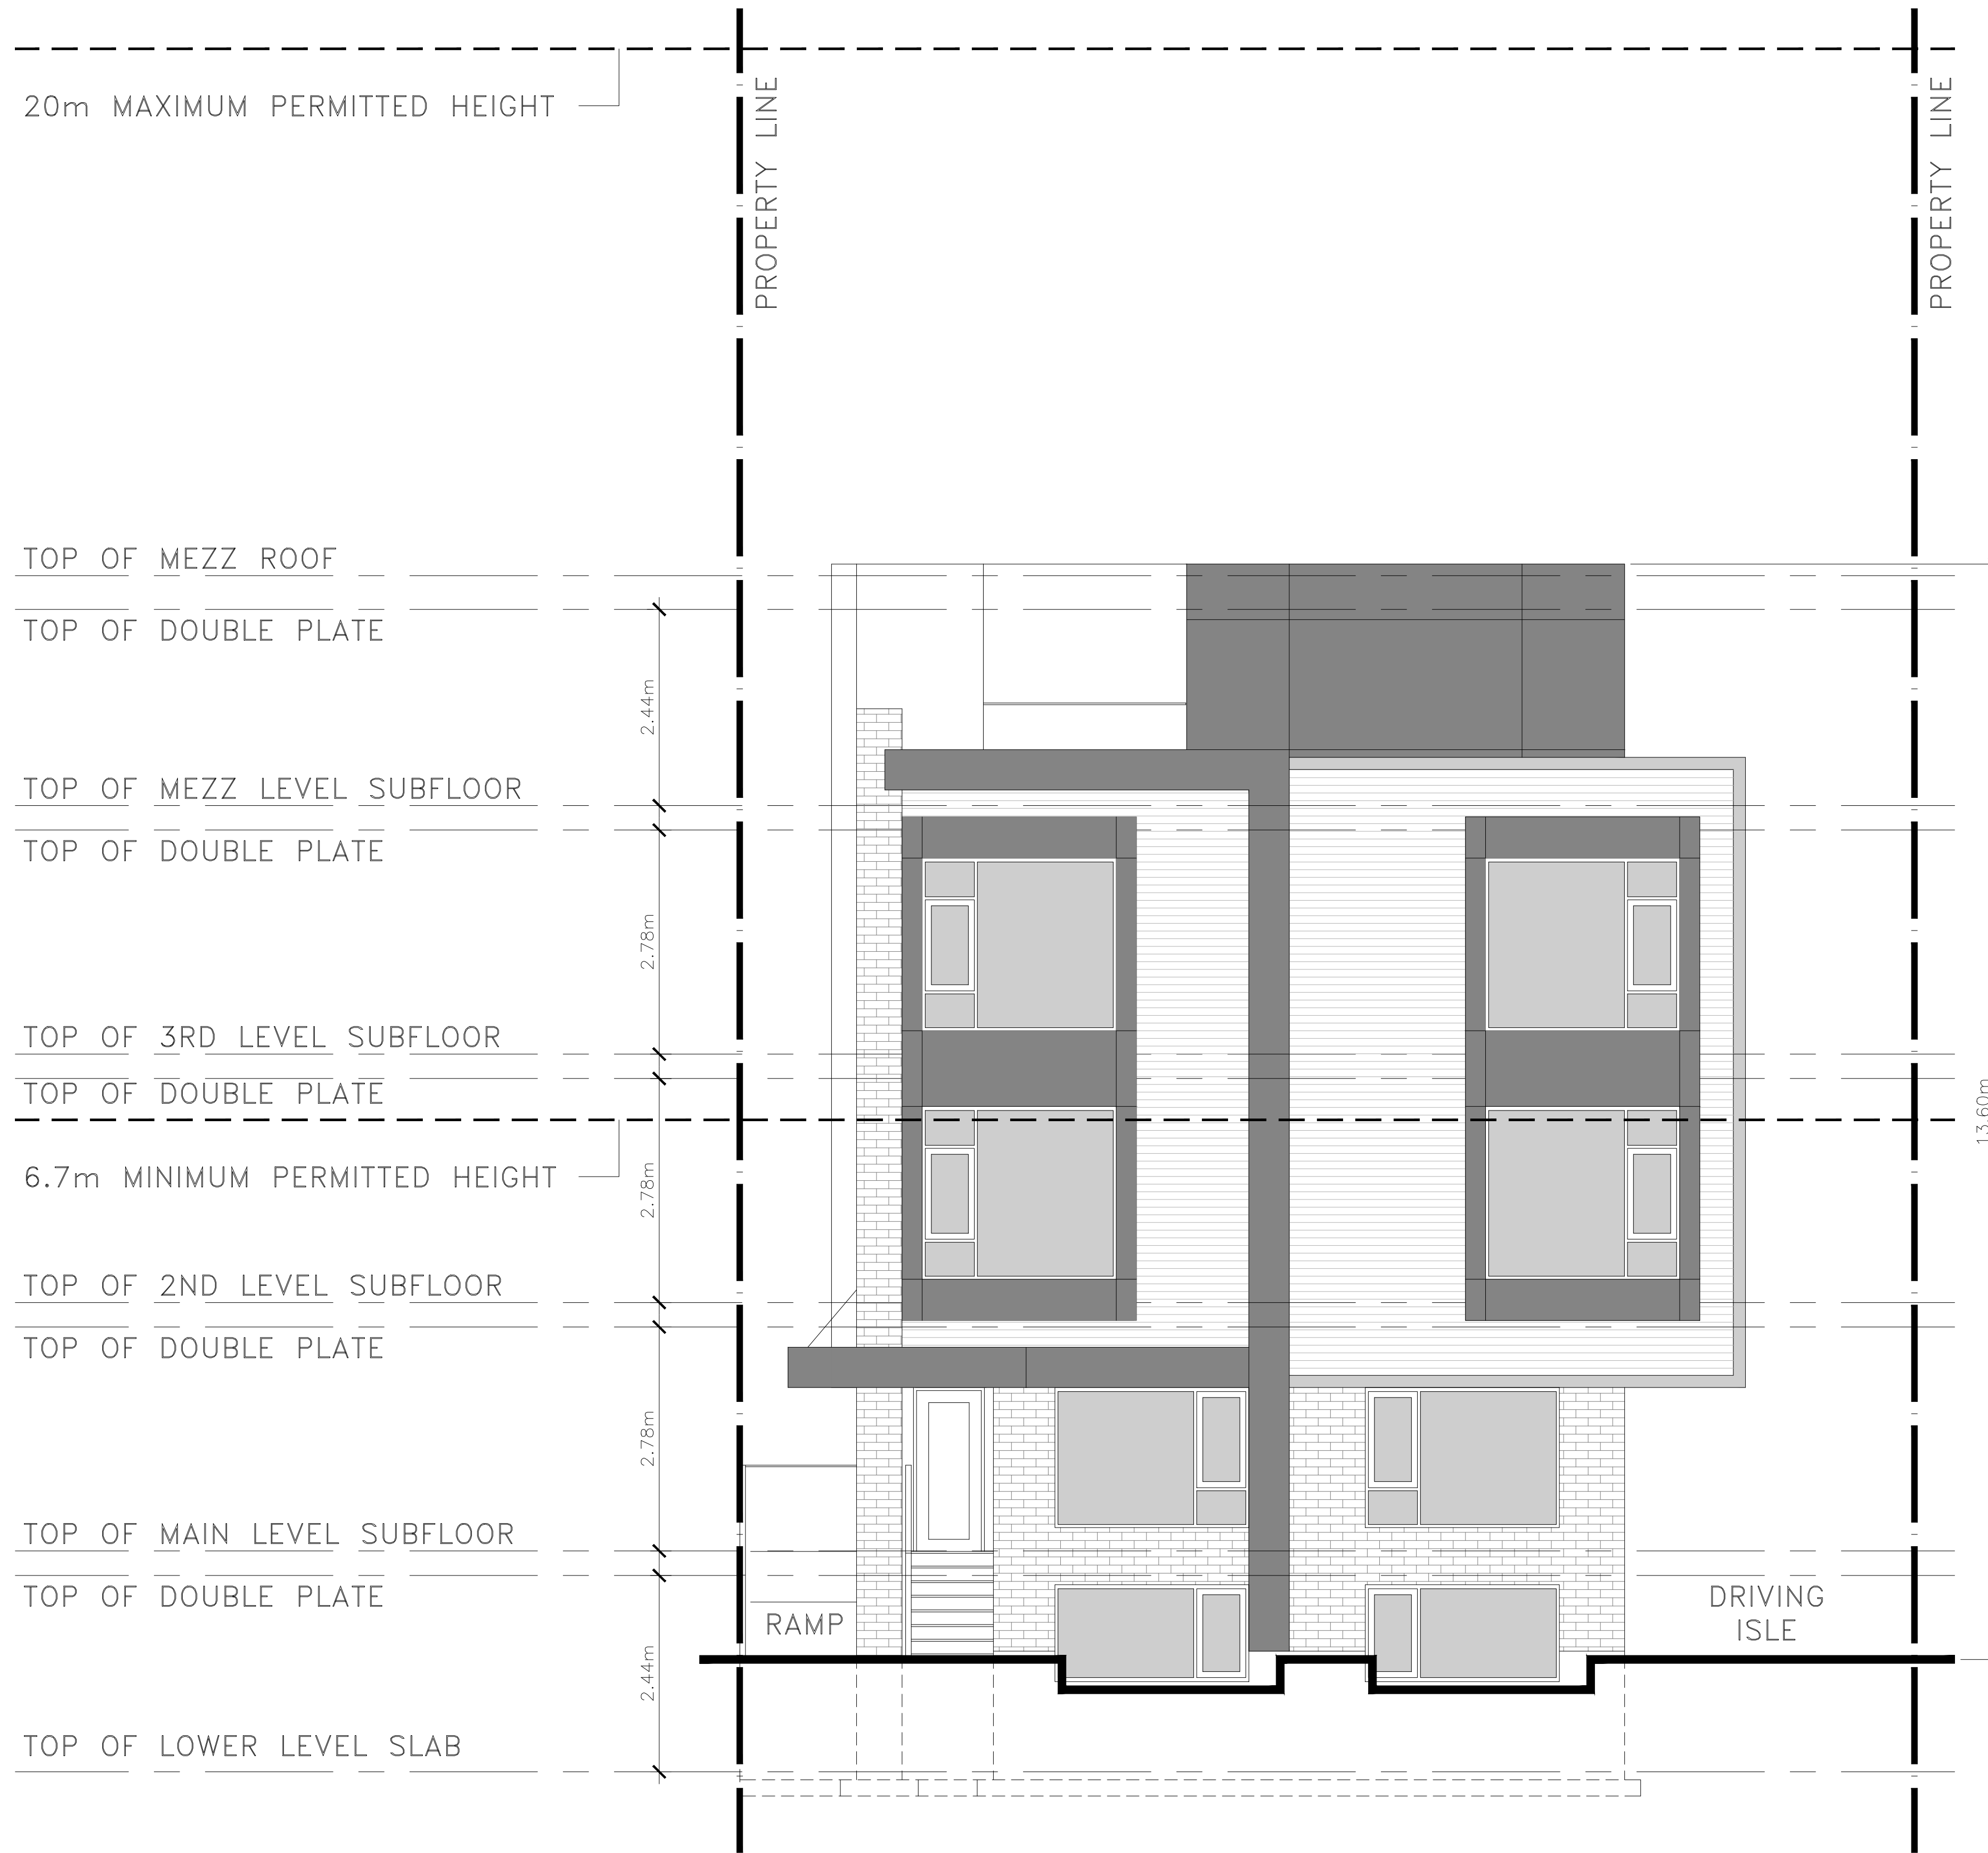 20m MAXIMUM PERMITTED HEIGHT
PROPERTY LINE
PROPERTY LINE
TOP OF MEZZ ROOF
TOP OF DOUBLE PLATE
2.44m
TOP OF MEZZ LEVEL SUBFLOOR
TOP OF DOUBLE PLATE
2.78m
TOP OF 3RD LEVEL SUBFLOOR
TOP OF DOUBLE PLATE
13.60m
6.7m MINIMUM PERMITTED HEIGHT
2.78m
TOP OF 2ND LEVEL SUBFLOOR
TOP OF DOUBLE PLATE
2.78m
TOP OF MAIN LEVEL SUBFLOOR
TOP OF DOUBLE PLATE
RAMP
DRIVING
ISLE
2.44m
TOP OF LOWER LEVEL SLAB